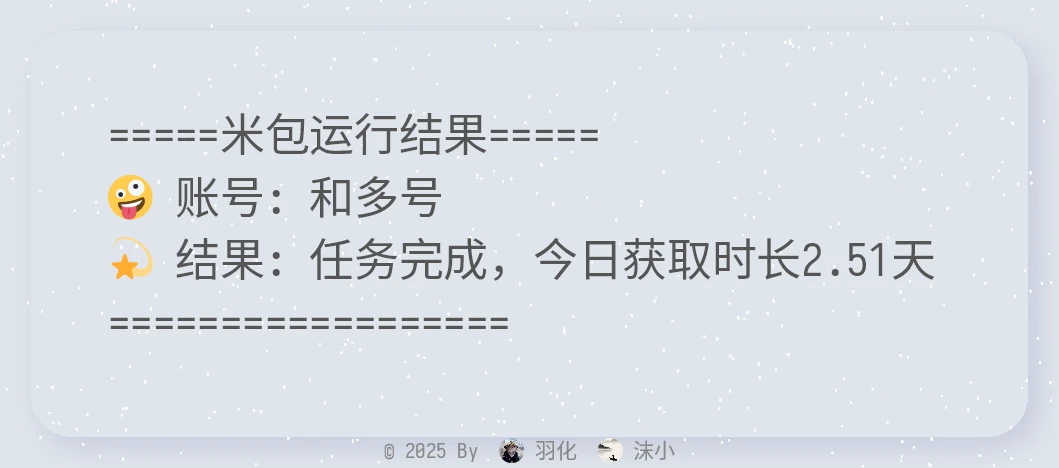 =====米包运行结果=====
🤪 账号：和多号
💫 结果：任务完成，今日获取时长2.51天
==================
© 2025 By 羽化 沫小